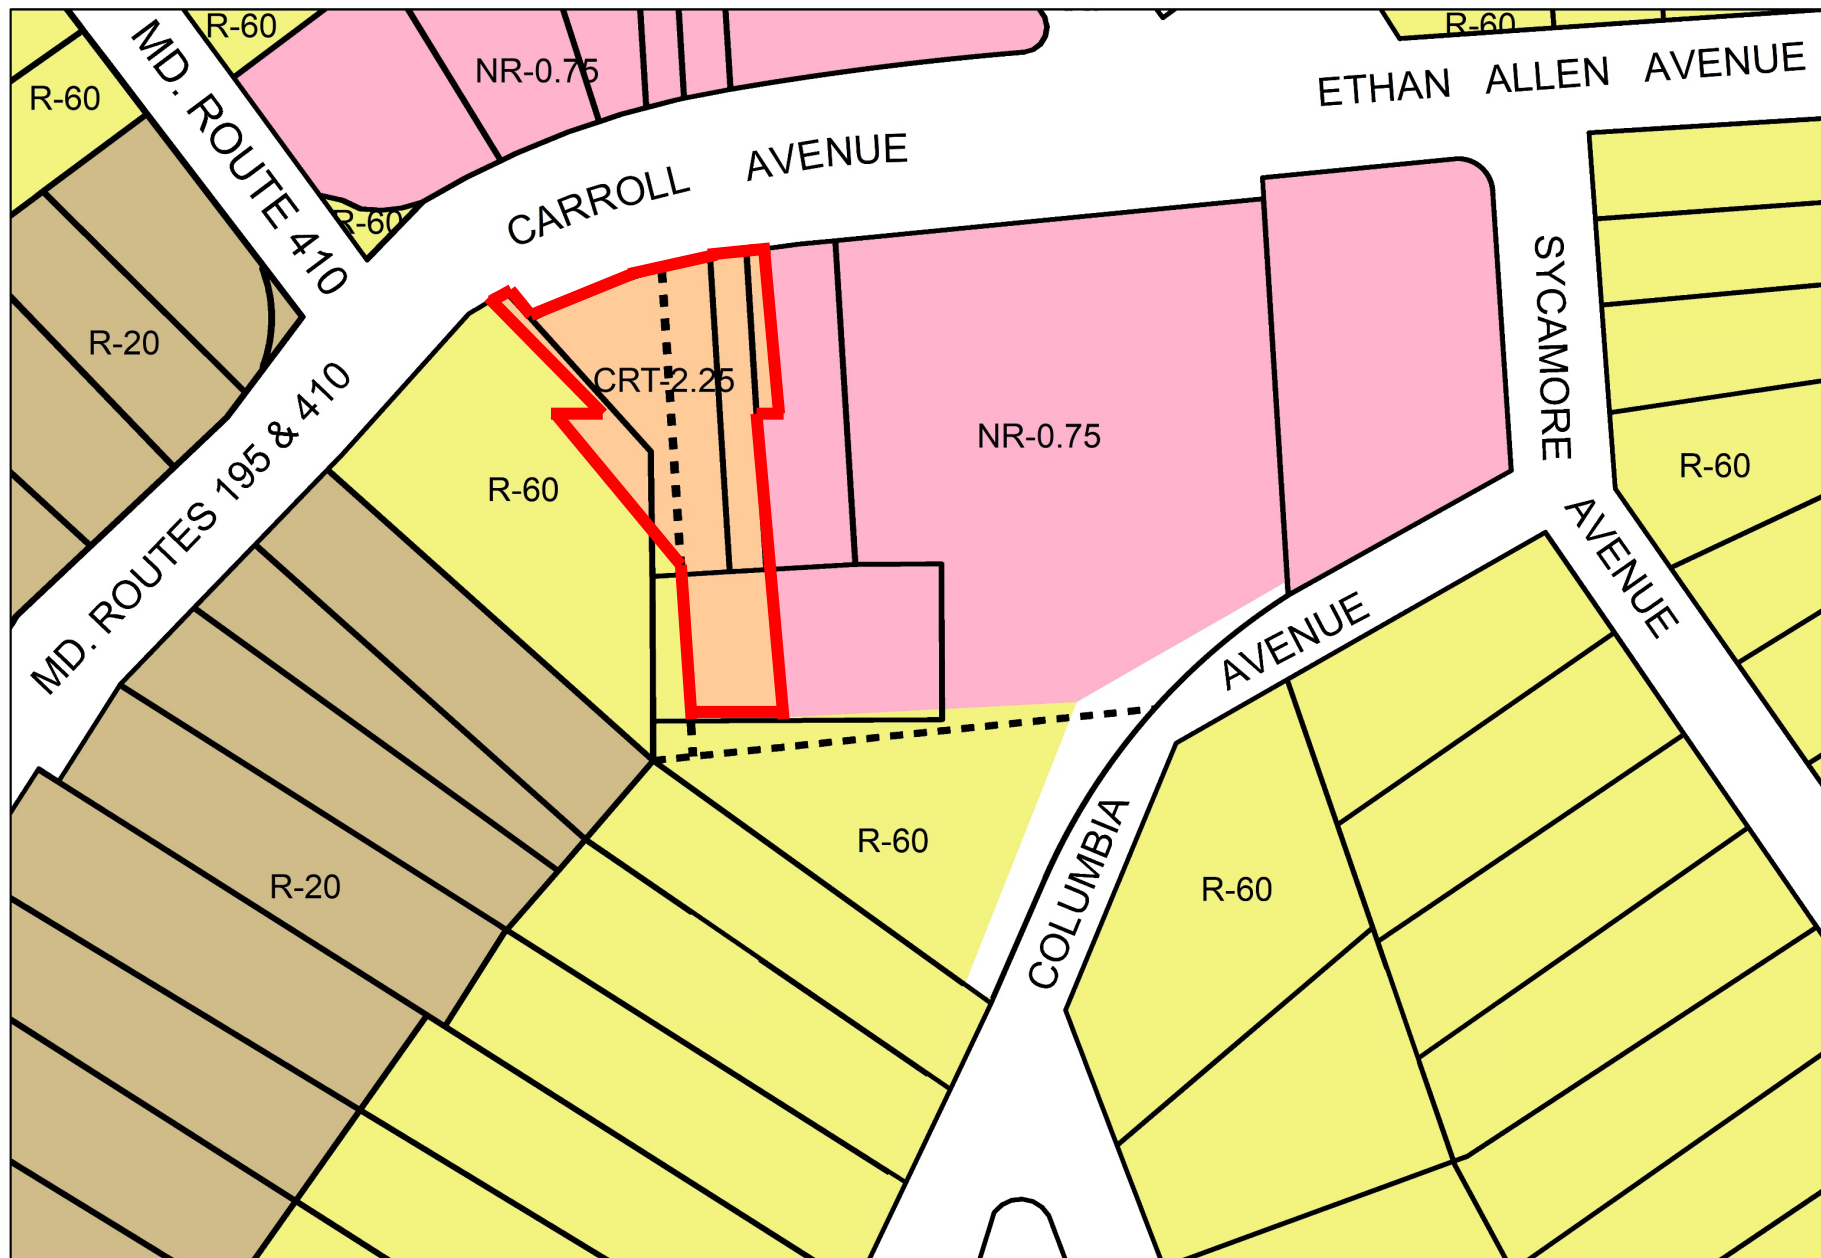 R-60
R-60
R-60
MD. ROUTE 410
NR-0.75
ETHAN ALLEN AVENUE
CARROLL AVENUE
R-60
R-20
CRT-2.25
SYCAMORE AVENUE
NR-0.75
R-60
R-60
MD. ROUTES 195 & 410
COLUMBIA AVENUE
R-60
R-20
R-60